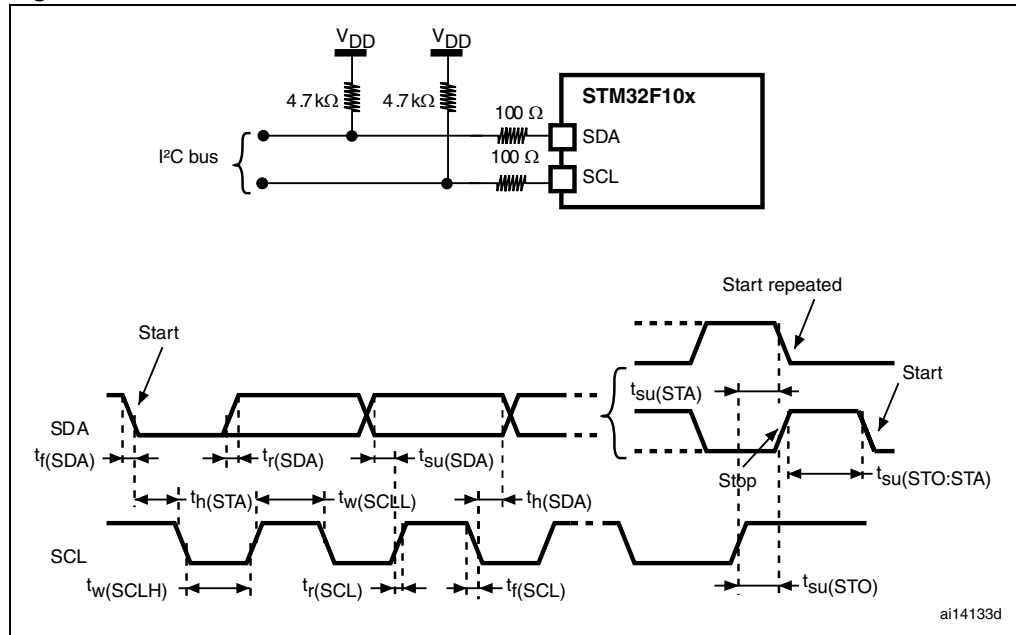 VDD VDD
4.7kΩ 4.7kΩ
STM32F10x
100 Ω
SDA
I²C bus
100 Ω
SCL
Start repeated
Start
Start
tsu(STA)
SDA
tf(SDA) tr(SDA) tsu(SDA)
Stop
tsu(STO:STA)
th(STA) tw(SCLL) th(SDA)
SCL
tw(SCLH) tr(SCL) tf(SCL) tsu(STO)
ai14133d